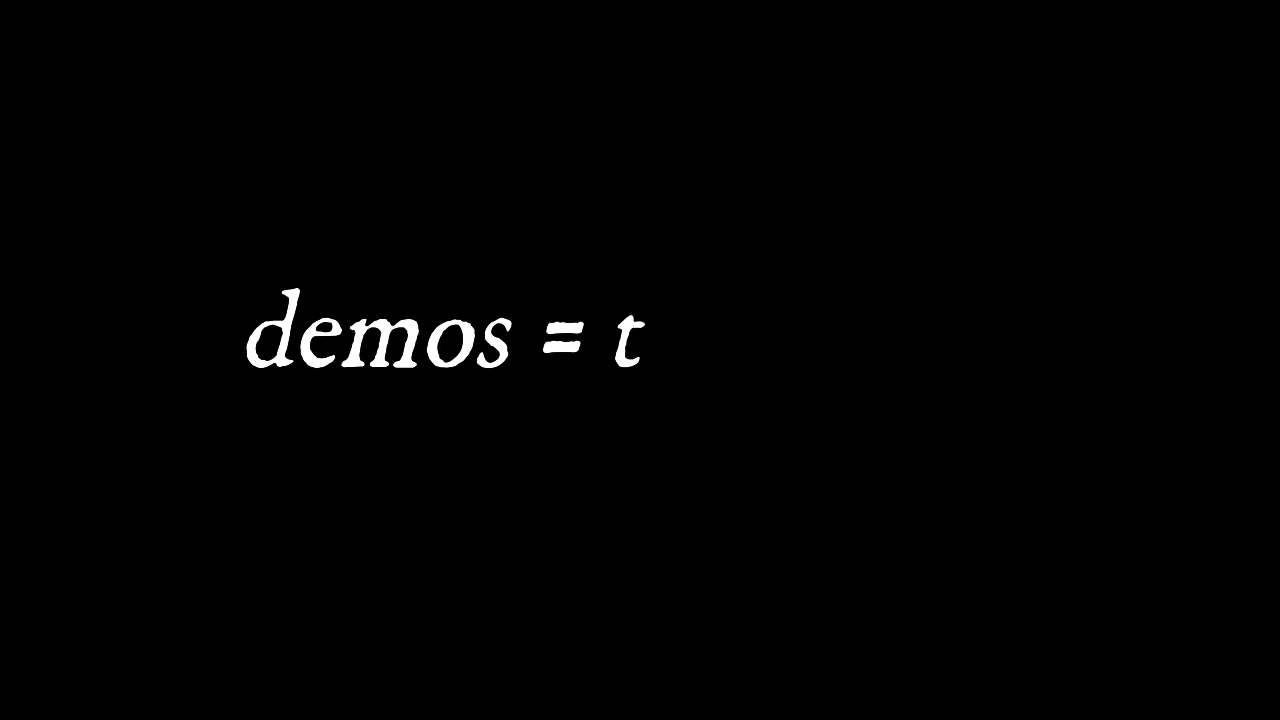 demos = t